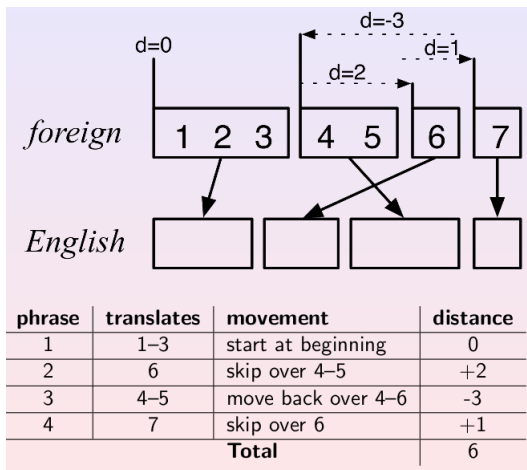 d=-3
d=0 d=1
d=2
foreign 1 2 3 4 5 6 7
English
phrase translates movement distance
1 1–3 start at beginning 0
2 6 skip over 4–5 +2
3 4–5 move back over 4–6 -3
4 7 skip over 6 +1
Total 6